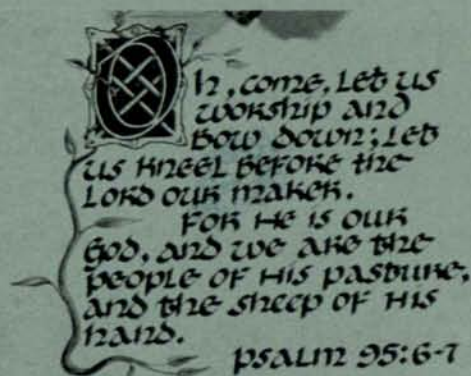 Oh, come, let us
worship and
bow down; let
us kneel before the
Lord our maker.
For He is our
God, and we are the
people of His pasture,
and the sheep of His
hand.
Psalm 95:6-7